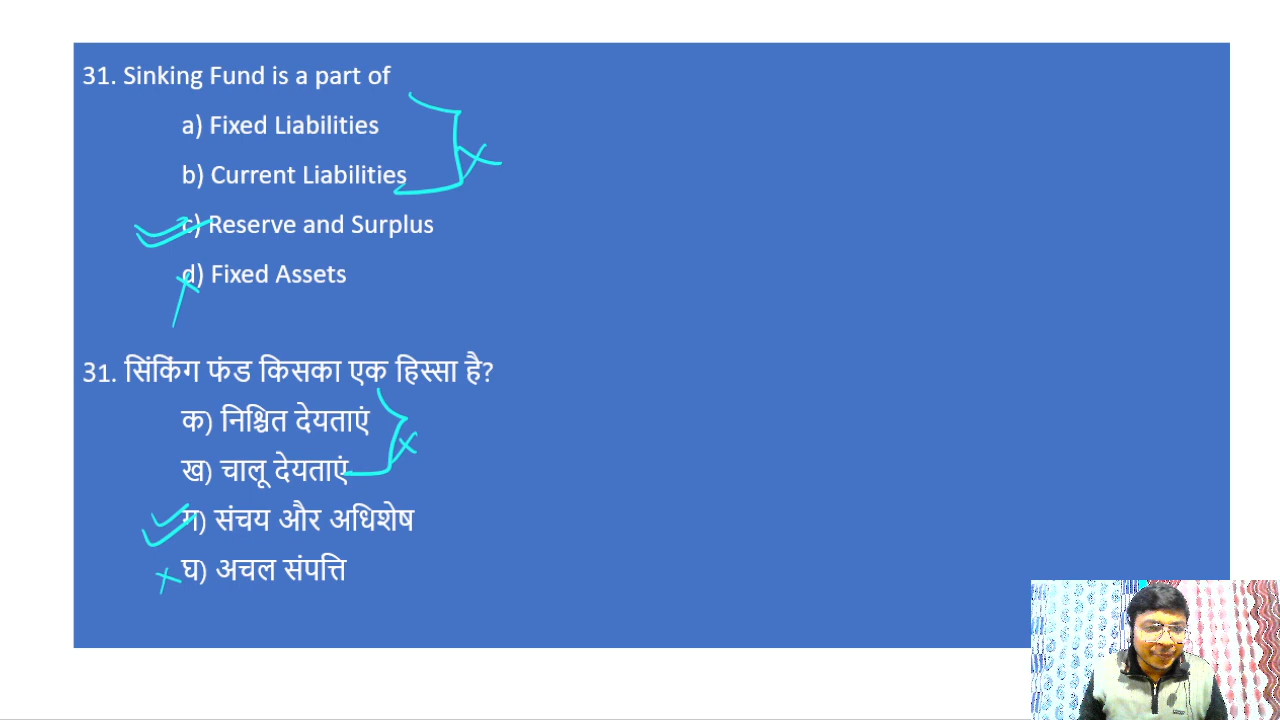 31. Sinking Fund is a part of
a) Fixed Liabilities
b) Current Liabilities
c) Reserve and Surplus
d) Fixed Assets
31. सिंकिंग फंड किसका एक हिस्सा है?
क) निश्चित देयताएं
ख) चालू देयताएं
ग) संचय और अधिशेष
घ) अचल संपत्ति